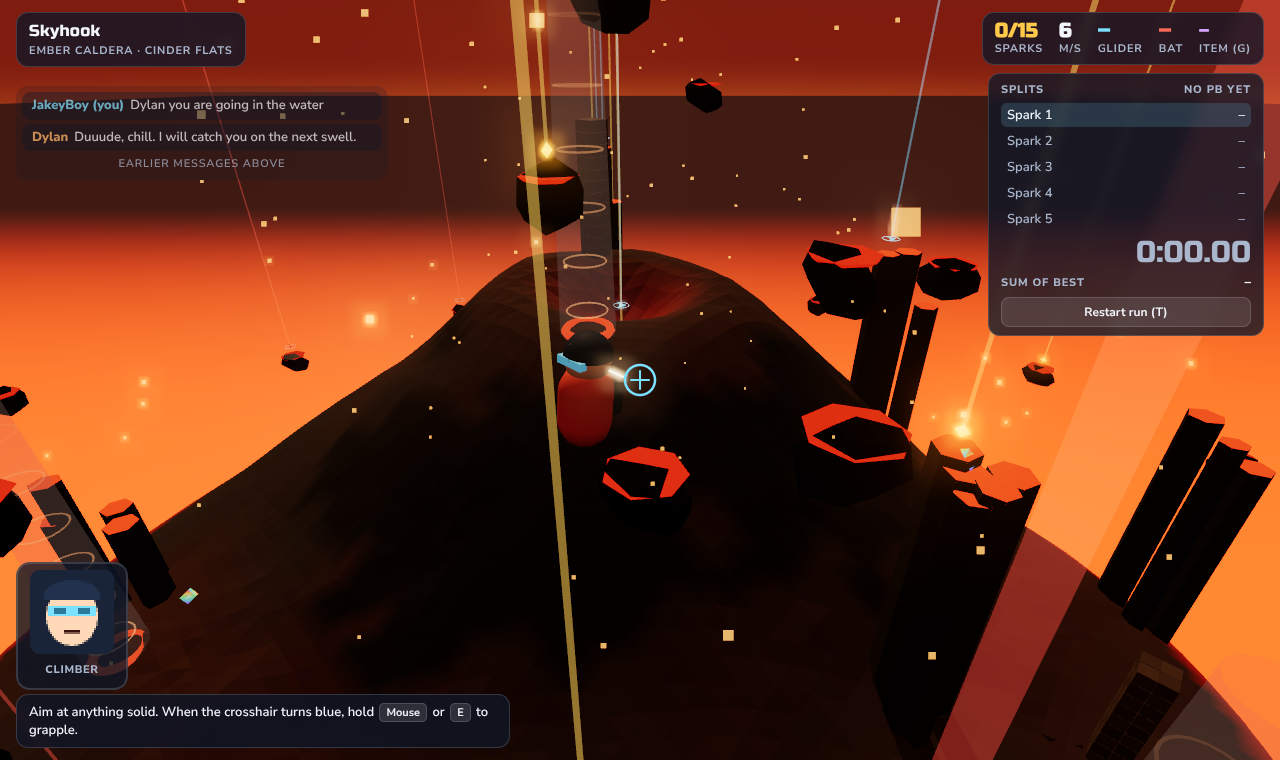 Skyhook
EMBER CALDERA · CINDER FLATS
JakeyBoy (you) Dylan you are going in the water
Dylan Duuude, chill. I will catch you on the next swell.
EARLIER MESSAGES ABOVE
0/15 6 – – –
SPARKS M/S GLIDER BAT ITEM (G)
SPLITS NO PB YET
Spark 1 –
Spark 2 –
Spark 3 –
Spark 4 –
Spark 5 –
0:00.00
SUM OF BEST –
Restart run (T)
CLIMBER
Aim at anything solid. When the crosshair turns blue, hold Mouse or E to
grapple.